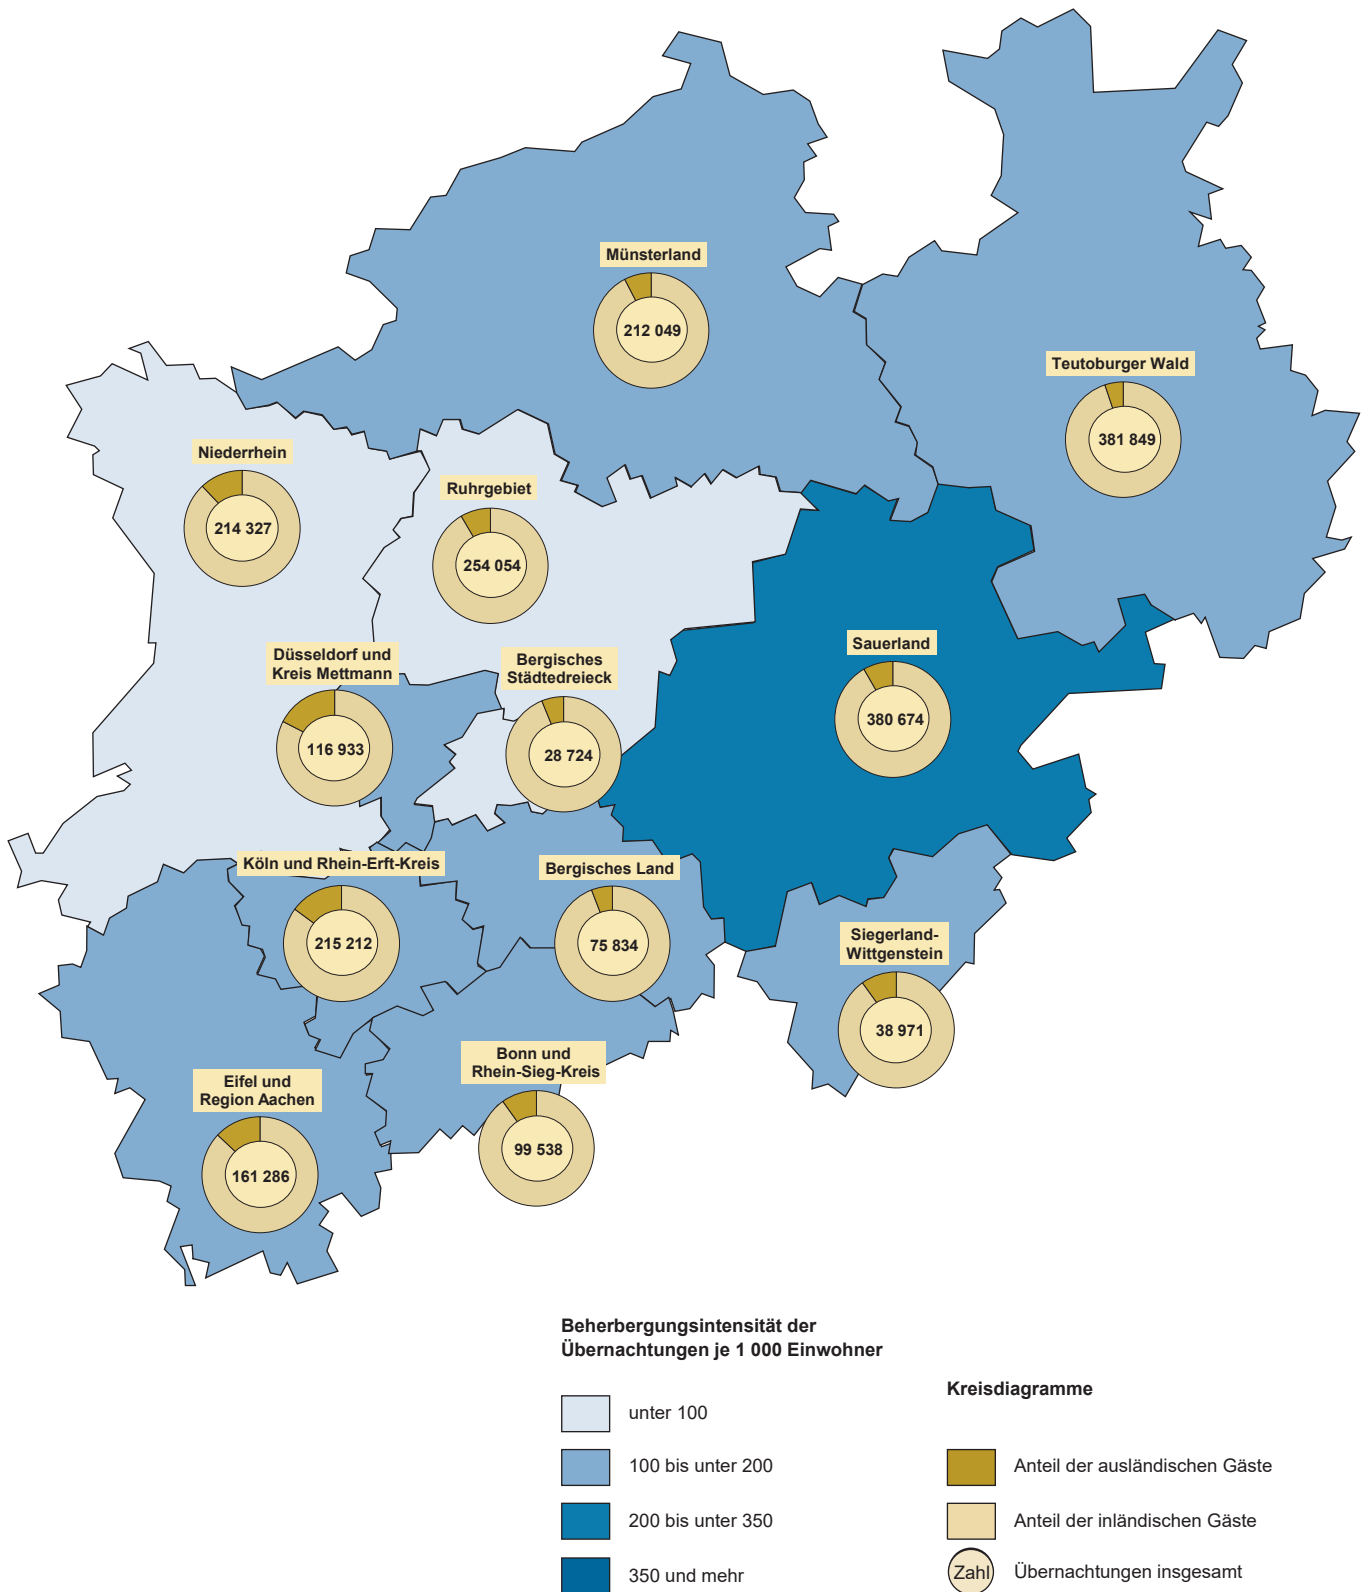 Münsterland
212 049
Teutoburger Wald
381 849
Niederrhein
214 327
Ruhrgebiet
254 054
Sauerland
380 674
Düsseldorf und
Kreis Mettmann
116 933
Bergisches
Städtedreieck
28 724
Köln und Rhein-Erft-Kreis
215 212
Bergisches Land
75 834
Siegerland-
Wittgenstein
38 971
Bonn und
Rhein-Sieg-Kreis
99 538
Eifel und
Region Aachen
161 286
Beherbergungsintensität der
Übernachtungen je 1 000 Einwohner
unter 100
100 bis unter 200
200 bis unter 350
350 und mehr
Kreisdiagramme
Anteil der ausländischen Gäste
Anteil der inländischen Gäste
Zahl Übernachtungen insgesamt